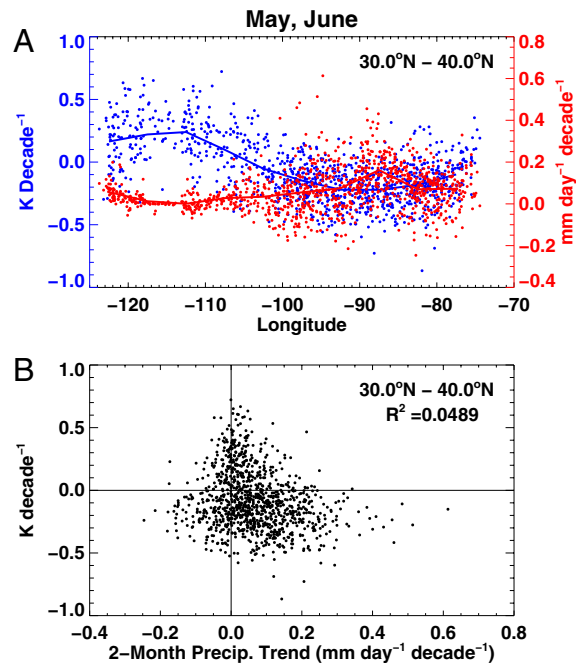 May, June
A
30.0°N − 40.0°N
1.0
0.5
0.0
−0.5
−1.0
K Decade⁻¹
0.8
0.6
0.4
0.2
0.0
−0.2
−0.4
mm day⁻¹ decade⁻¹
−120 −110 −100 −90 −80 −70
Longitude
B
30.0°N − 40.0°N
R² =0.0489
1.0
0.5
0.0
−0.5
−1.0
K decade⁻¹
−0.4 −0.2 0.0 0.2 0.4 0.6 0.8
2−Month Precip. Trend (mm day⁻¹ decade⁻¹)